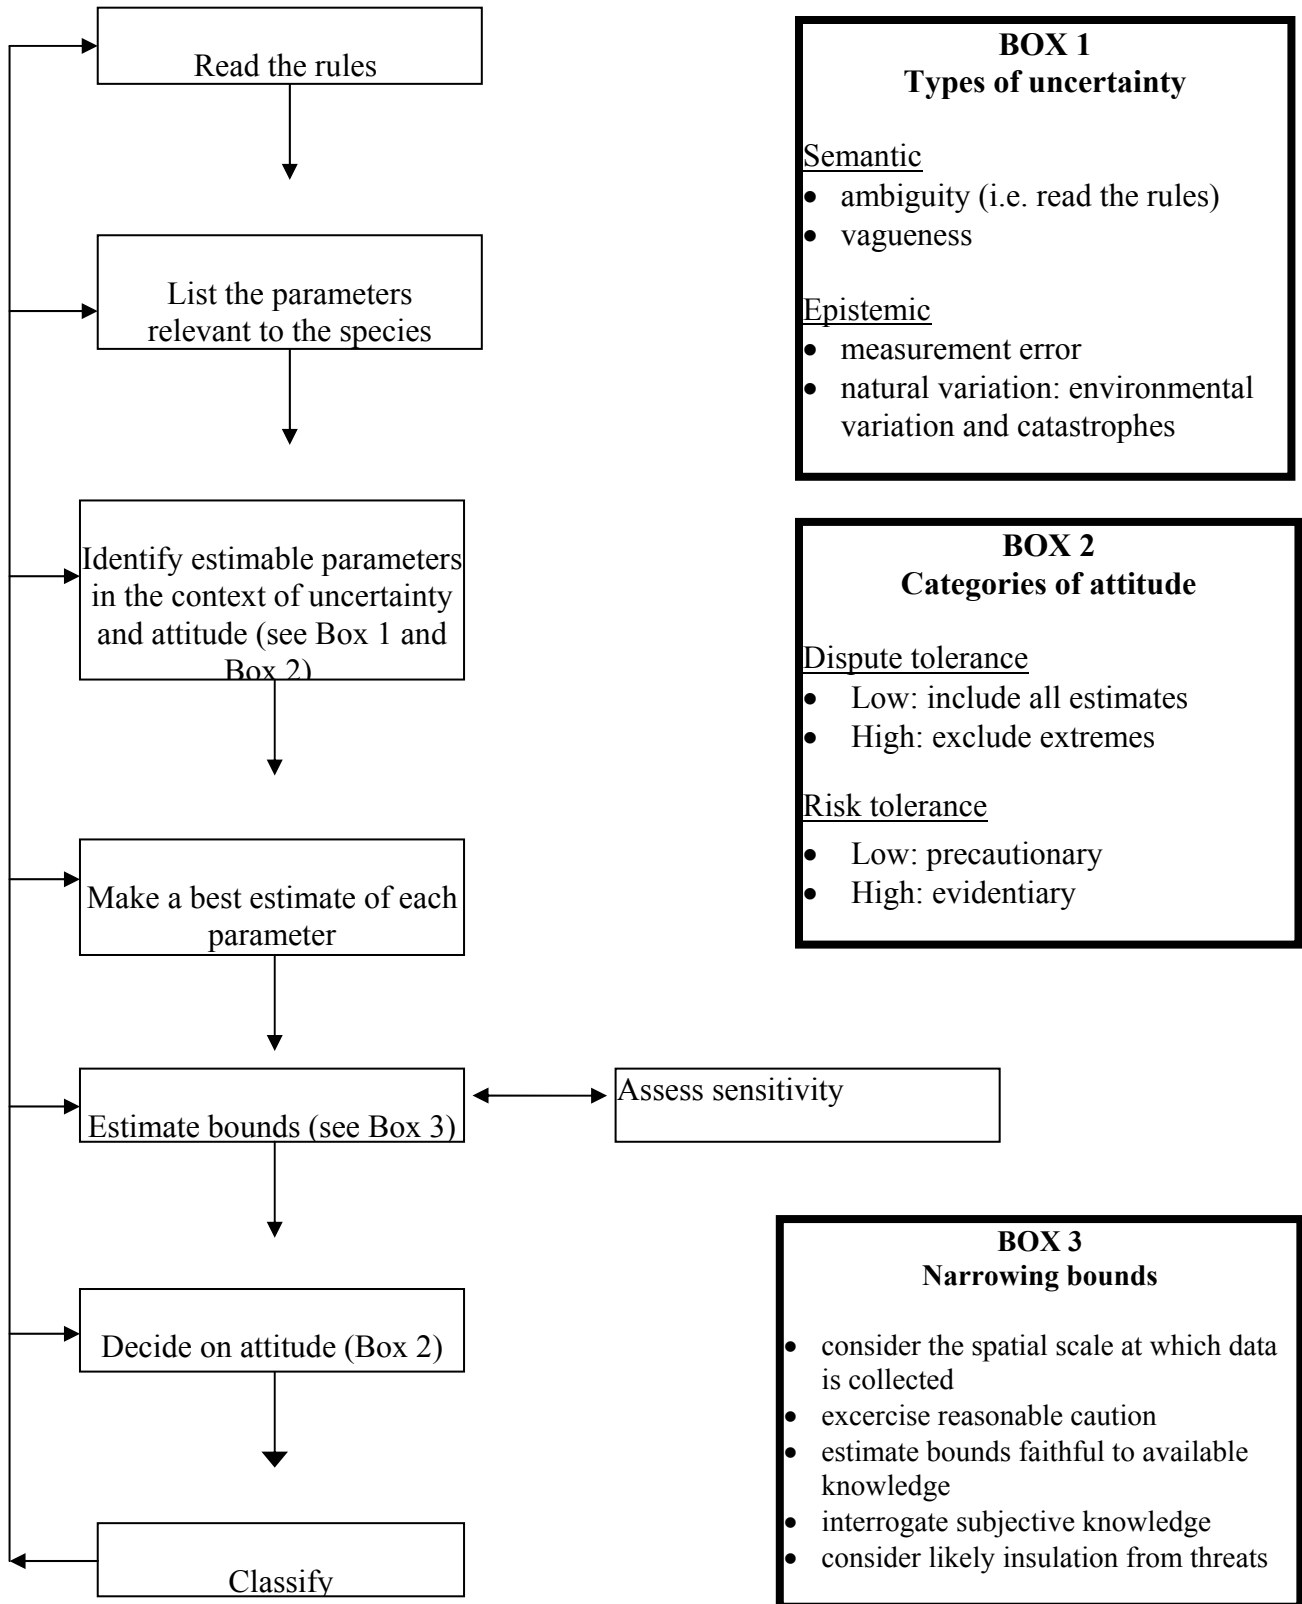 Read the rules
List the parameters
relevant to the species
Identify estimable parameters
in the context of uncertainty
and attitude (see Box 1 and
Box 2)
Make a best estimate of each
parameter
Estimate bounds (see Box 3)
Assess sensitivity
Decide on attitude (Box 2)
Classify
BOX 1
Types of uncertainty
Semantic
• ambiguity (i.e. read the rules)
• vagueness
Epistemic
• measurement error
• natural variation: environmental
variation and catastrophes
BOX 2
Categories of attitude
Dispute tolerance
• Low: include all estimates
• High: exclude extremes
Risk tolerance
• Low: precautionary
• High: evidentiary
BOX 3
Narrowing bounds
• consider the spatial scale at which data
is collected
• excercise reasonable caution
• estimate bounds faithful to available
knowledge
• interrogate subjective knowledge
• consider likely insulation from threats